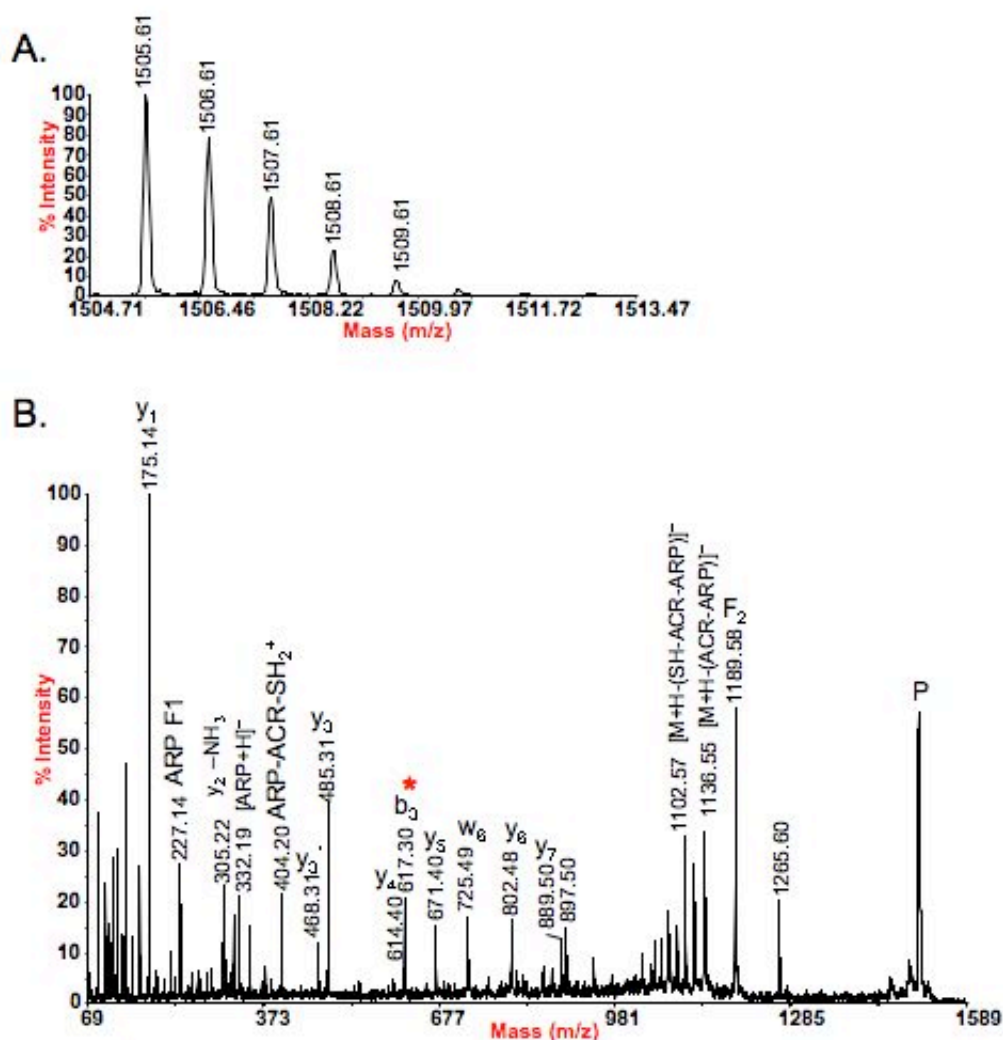 A.
% Intensity
100
90
80
70
60
50
40
30
20
10
0
1505.61
1506.61
1507.61
1508.61
1509.61
1504.71 1506.46 1508.22 1509.97 1511.72 1513.47
Mass (m/z)
B.
% Intensity
100
90
80
70
60
50
40
30
20
10
0
175.14 y1
227.14 ARP F1
305.22 y2 –NH3
332.19 [ARP+H]–
404.20 ARP-ACR-SH2+
468.31
485.31
614.40 y4
617.30
*
671.40 y5
725.49 w6
802.48 y6
889.50 y7
897.50
1102.57 [M+H-(SH-ACR-ARP)]–
1136.55 [M+H-(ACR-ARP)]–
1189.58 F2
1265.60
P
69 373 677 981 1285 1589
Mass (m/z)